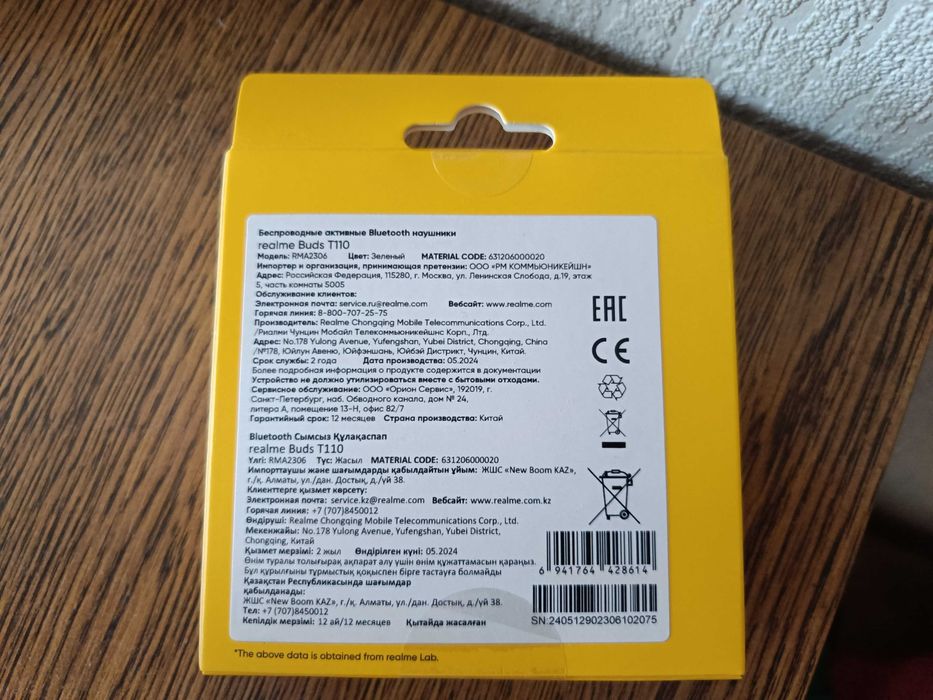 Беспроводные активные Bluetooth наушники
realme Buds T110
Модель: RMA2306 Цвет: Зеленый MATERIAL CODE: 631206000020
Импортер и организация, принимающая претензии: ООО «РМ КОММЬЮНИКЕЙШН»
Адрес: Российская Федерация, 115280, г. Москва, ул. Ленинская Слобода, д.19, этаж
5, часть комнаты 5005
Обслуживание клиентов:
Электронная почта: service.ru@realme.com Вебсайт: www.realme.com
Горячая линия: 8-800-707-25-75
Производитель: Realme Chongqing Mobile Telecommunications Corp., Ltd.
/Риалми Чунцин Мобайл Телекоммьюникейшнс Корп., Лтд.
Адрес: No.178 Yulong Avenue, Yufengshan, Yubei District, Chongqing, China
/№178, Юйлун Авеню, Юйфэншань, Юйбэй Дистрикт, Чунцин, Китай.
Срок службы: 2 года Дата производства: 05.2024
Более подробная информация о продукте содержится в документации
Устройство не должно утилизироваться вместе с бытовыми отходами.
Сервисное обслуживание: ООО «Орион Сервис», 192019, г.
Санкт-Петербург, наб. Обводного канала, дом № 24,
литера А, помещение 13-Н, офис 82/7
Гарантийный срок: 12 месяцев Страна производства: Китай
EAC
CE
Bluetooth Сымсыз Құлақаспап
realme Buds T110
Үлгі: RMA2306 Түс: Жасыл MATERIAL CODE: 631206000020
Импорттаушы және шағымдарды қабылдайтын ұйым: ЖШС «New Boom KAZ»,
г./қ. Алматы, ул./дан. Достық, д./үй 38.
Клиенттерге қызмет көрсету:
Электронная почта: service.kz@realme.com Вебсайт: www.realme.com.kz
Горячая линия: +7 (707)8450012
Өндіруші: Realme Chongqing Mobile Telecommunications Corp., Ltd.
Мекенжайы: No.178 Yulong Avenue, Yufengshan, Yubei District,
Chongqing, Китай
Қызмет мерзімі: 2 жыл Өндірілген күні: 05.2024
Өнім туралы толығырақ ақпарат алу үшін өнім құжаттамасын қараңыз.
Бұл құрылғыны тұрмыстық қоқыспен бірге тастауға болмайды
Қазақстан Республикасында шағымдар
қабылданады:
ЖШС «New Boom KAZ», г./қ. Алматы, ул./дан. Достық, д./үй 38.
Тел: +7 (707)8450012
Кепілдік мерзімі: 12 ай/12 месяцев Қытайда жасалған
6 941764 428614
SN:240512902306102075
*The above data is obtained from realme Lab.